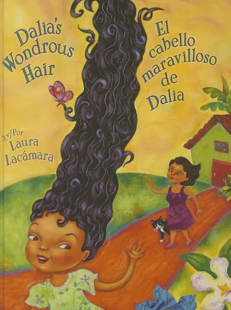 Dalia's
Wondrous
Hair
El
cabello
maravilloso
de
Dalia
by/Por
Laura
Lacámara